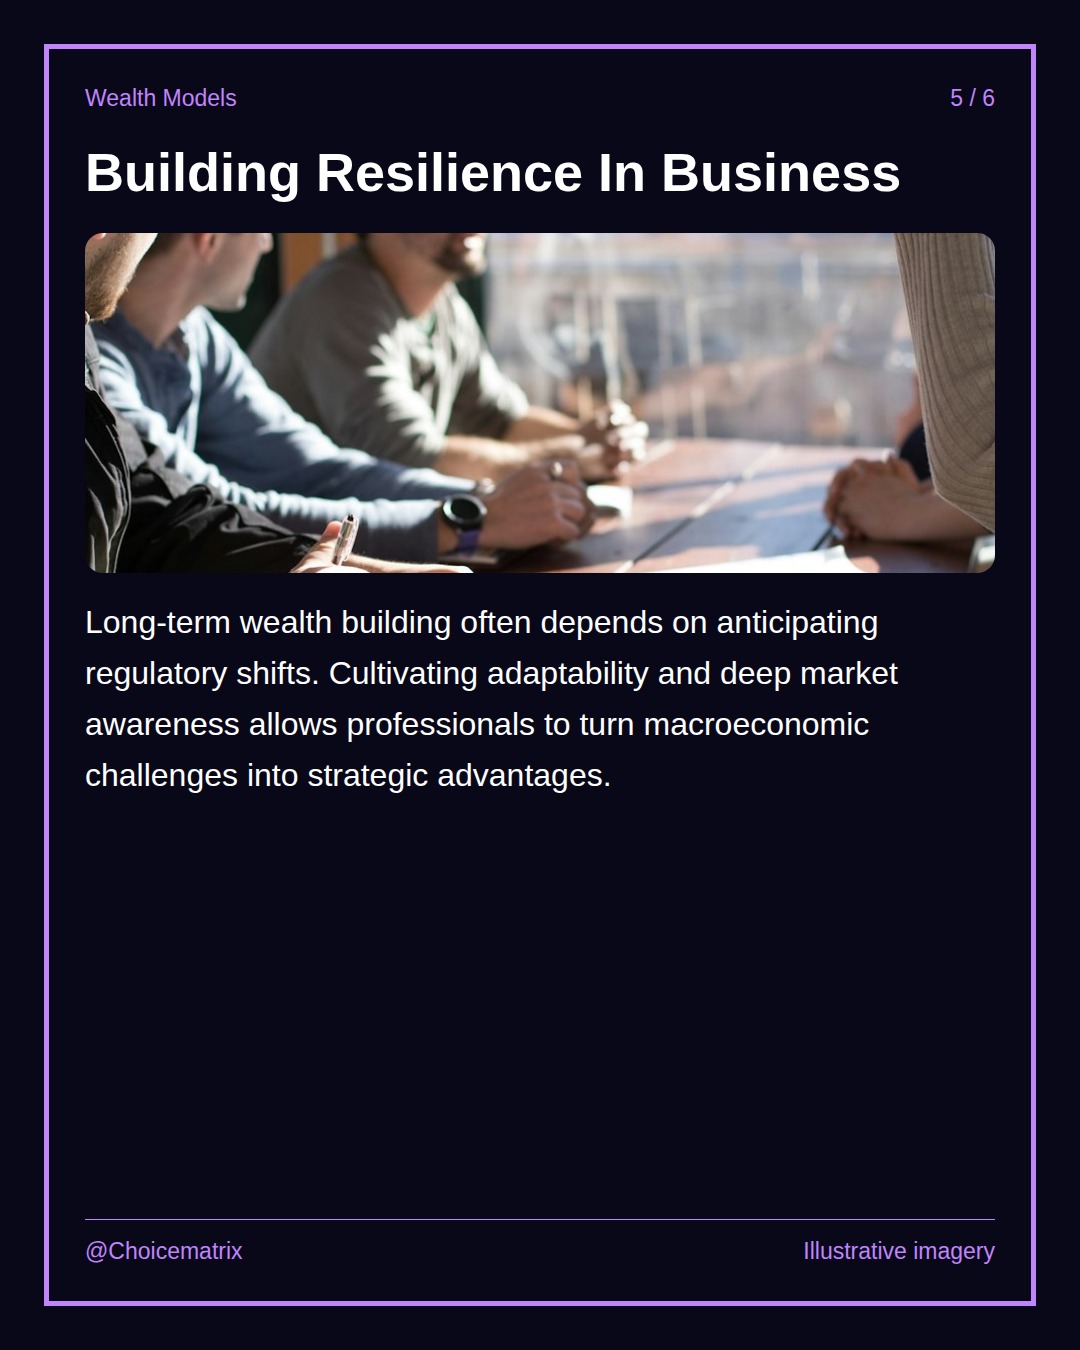 Wealth Models
5 / 6
Building Resilience In Business
Long-term wealth building often depends on anticipating
regulatory shifts. Cultivating adaptability and deep market
awareness allows professionals to turn macroeconomic
challenges into strategic advantages.
@Choicematrix
Illustrative imagery